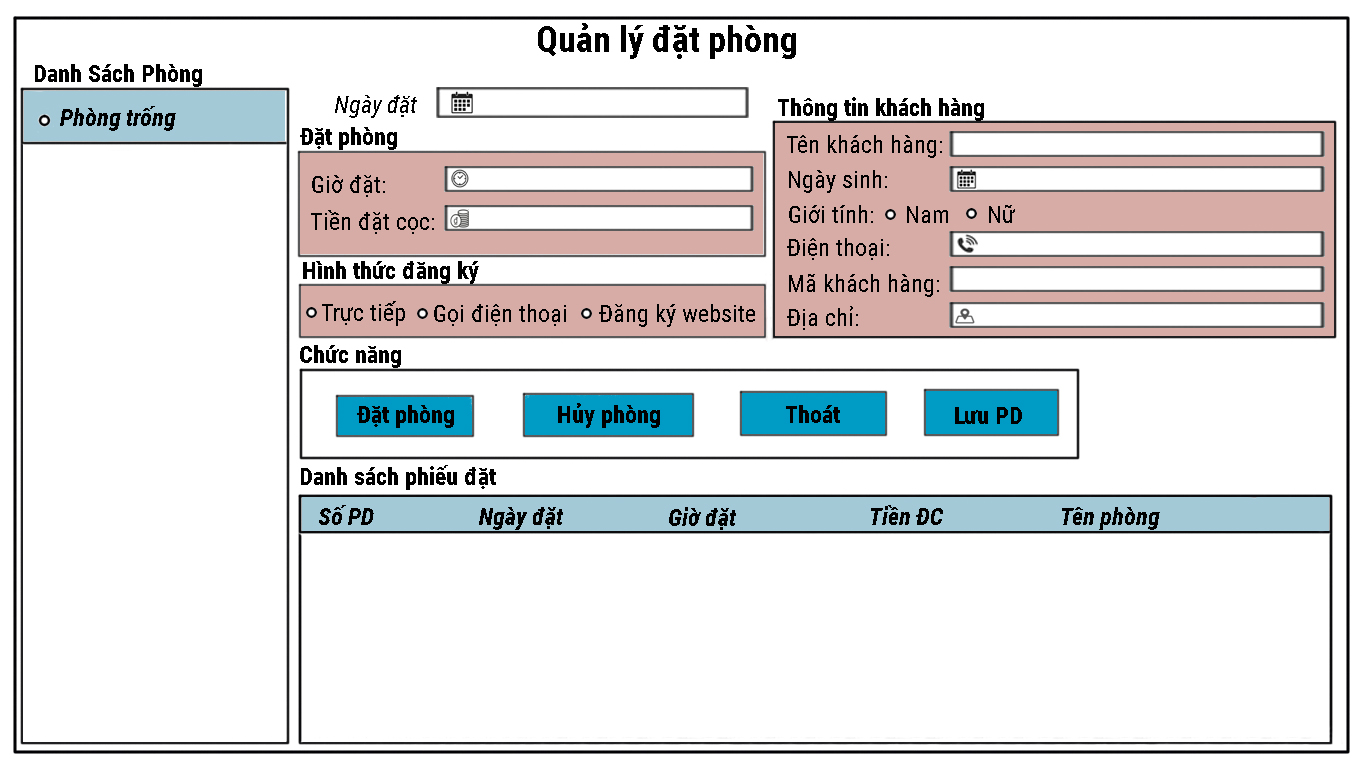 Quản lý đặt phòng
Danh Sách Phòng
Phòng trống
Ngày đặt
Đặt phòng
Giờ đặt:
Tiền đặt cọc:
Hình thức đăng ký
Trực tiếp Gọi điện thoại Đăng ký website
Thông tin khách hàng
Tên khách hàng:
Ngày sinh:
Giới tính: Nam Nữ
Điện thoại:
Mã khách hàng:
Địa chỉ:
Chức năng
Đặt phòng Hủy phòng Thoát Lưu PD
Danh sách phiếu đặt
Số PD Ngày đặt Giờ đặt Tiền ĐC Tên phòng